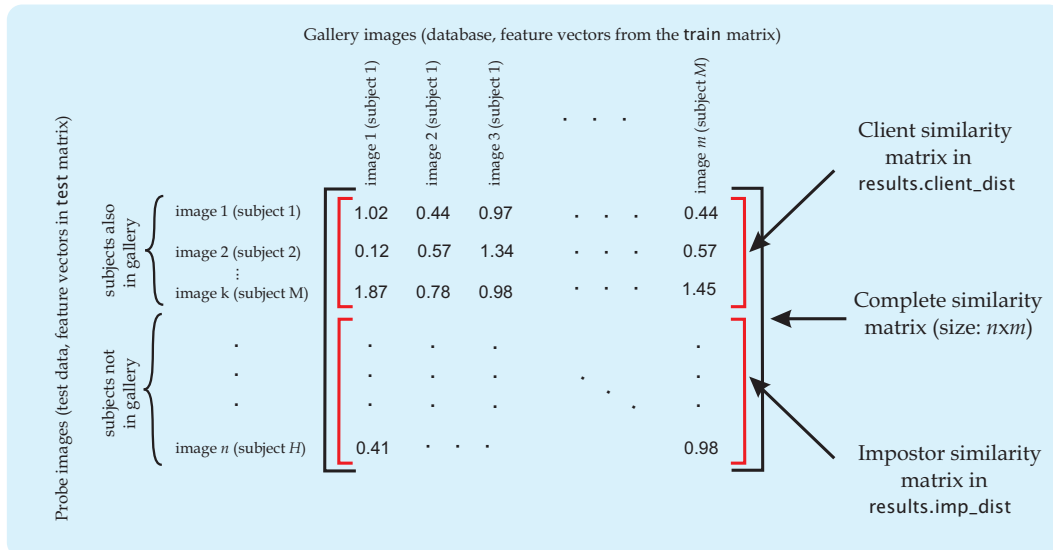 Gallery images (database, feature vectors from the train matrix)
Probe images (test data, feature vectors in test matrix)
image 1 (subject 1)
image 2 (subject 1)
image 3 (subject 1)
. . .
image m (subject M)
subjects also
in gallery
image 1 (subject 1) 1.02 0.44 0.97 . . . 0.44
image 2 (subject 2) 0.12 0.57 1.34 . . . 0.57
⋮
image k (subject M) 1.87 0.78 0.98 . . . 1.45
subjects not
in gallery
. . . . .
. . . . . .
. . . . . .
image n (subject H) 0.41 . . . 0.98
Client similarity
matrix in
results.client_dist
Complete similarity
matrix (size: nxm)
Impostor similarity
matrix in
results.imp_dist